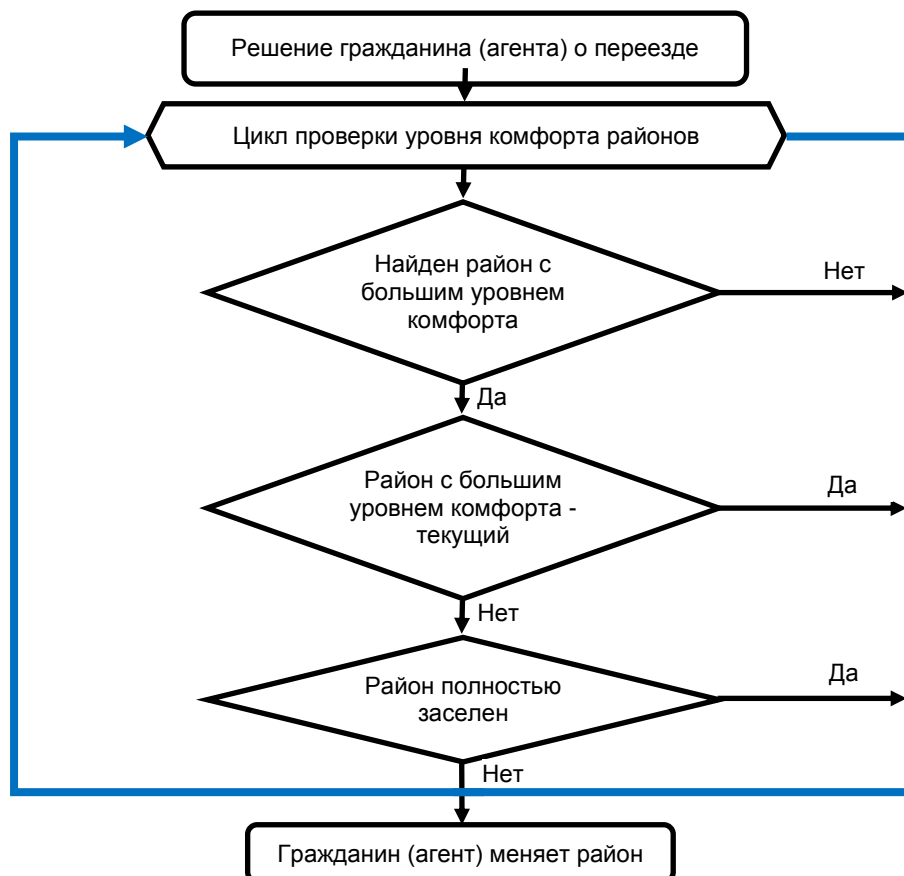 Решение гражданина (агента) о переезде
Цикл проверки уровня комфорта районов
Найден район с
большим уровнем
комфорта
Нет
Да
Район с большим
уровнем комфорта -
текущий
Да
Нет
Район полностью
заселен
Да
Нет
Гражданин (агент) меняет район